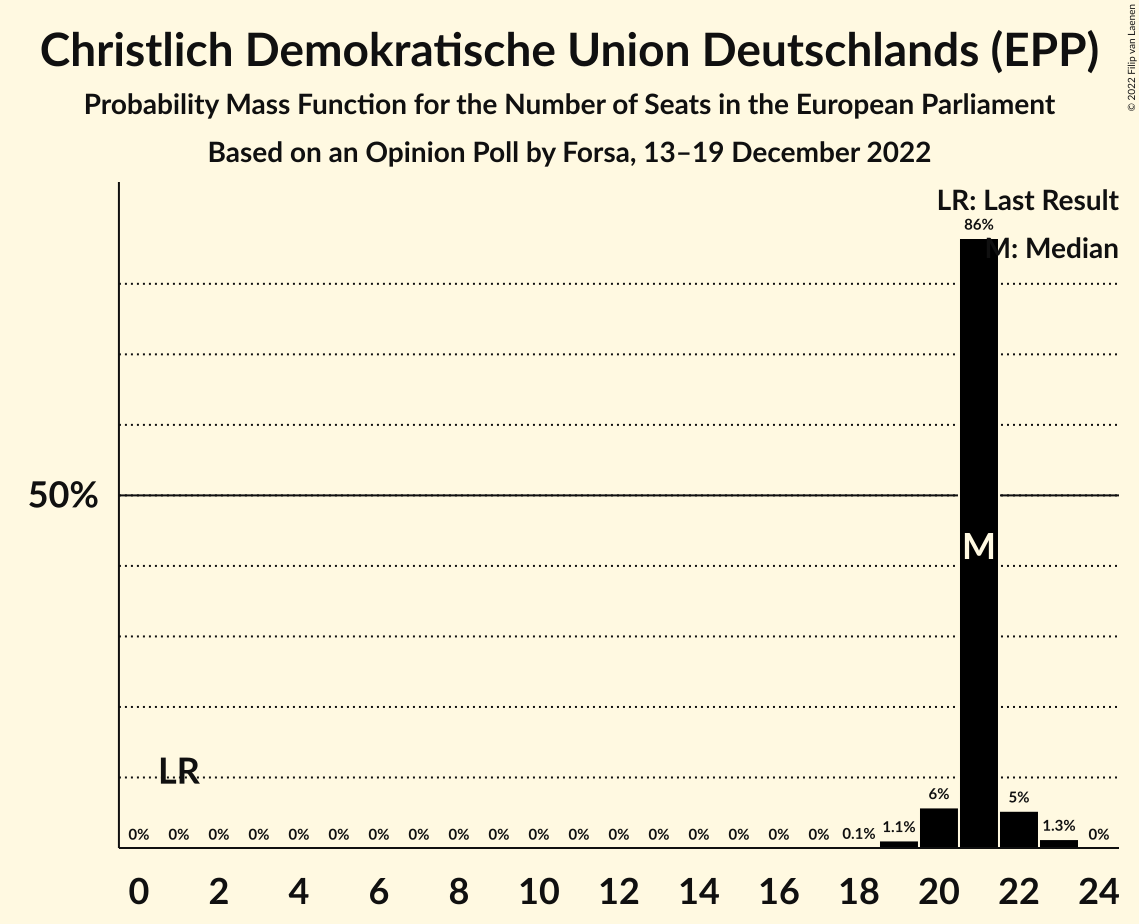 Christlich Demokratische Union Deutschlands (EPP)
Probability Mass Function for the Number of Seats in the European Parliament
Based on an Opinion Poll by Forsa, 13–19 December 2022
© 2022 Filip van Laenen
LR: Last Result
M: Median
86%
50%
M
LR
0% 0% 0% 0% 0% 0% 0% 0% 0% 0% 0% 0% 0% 0% 0% 0% 0% 0% 0.1% 1.1% 6% 5% 1.3% 0%
0 2 4 6 8 10 12 14 16 18 20 22 24